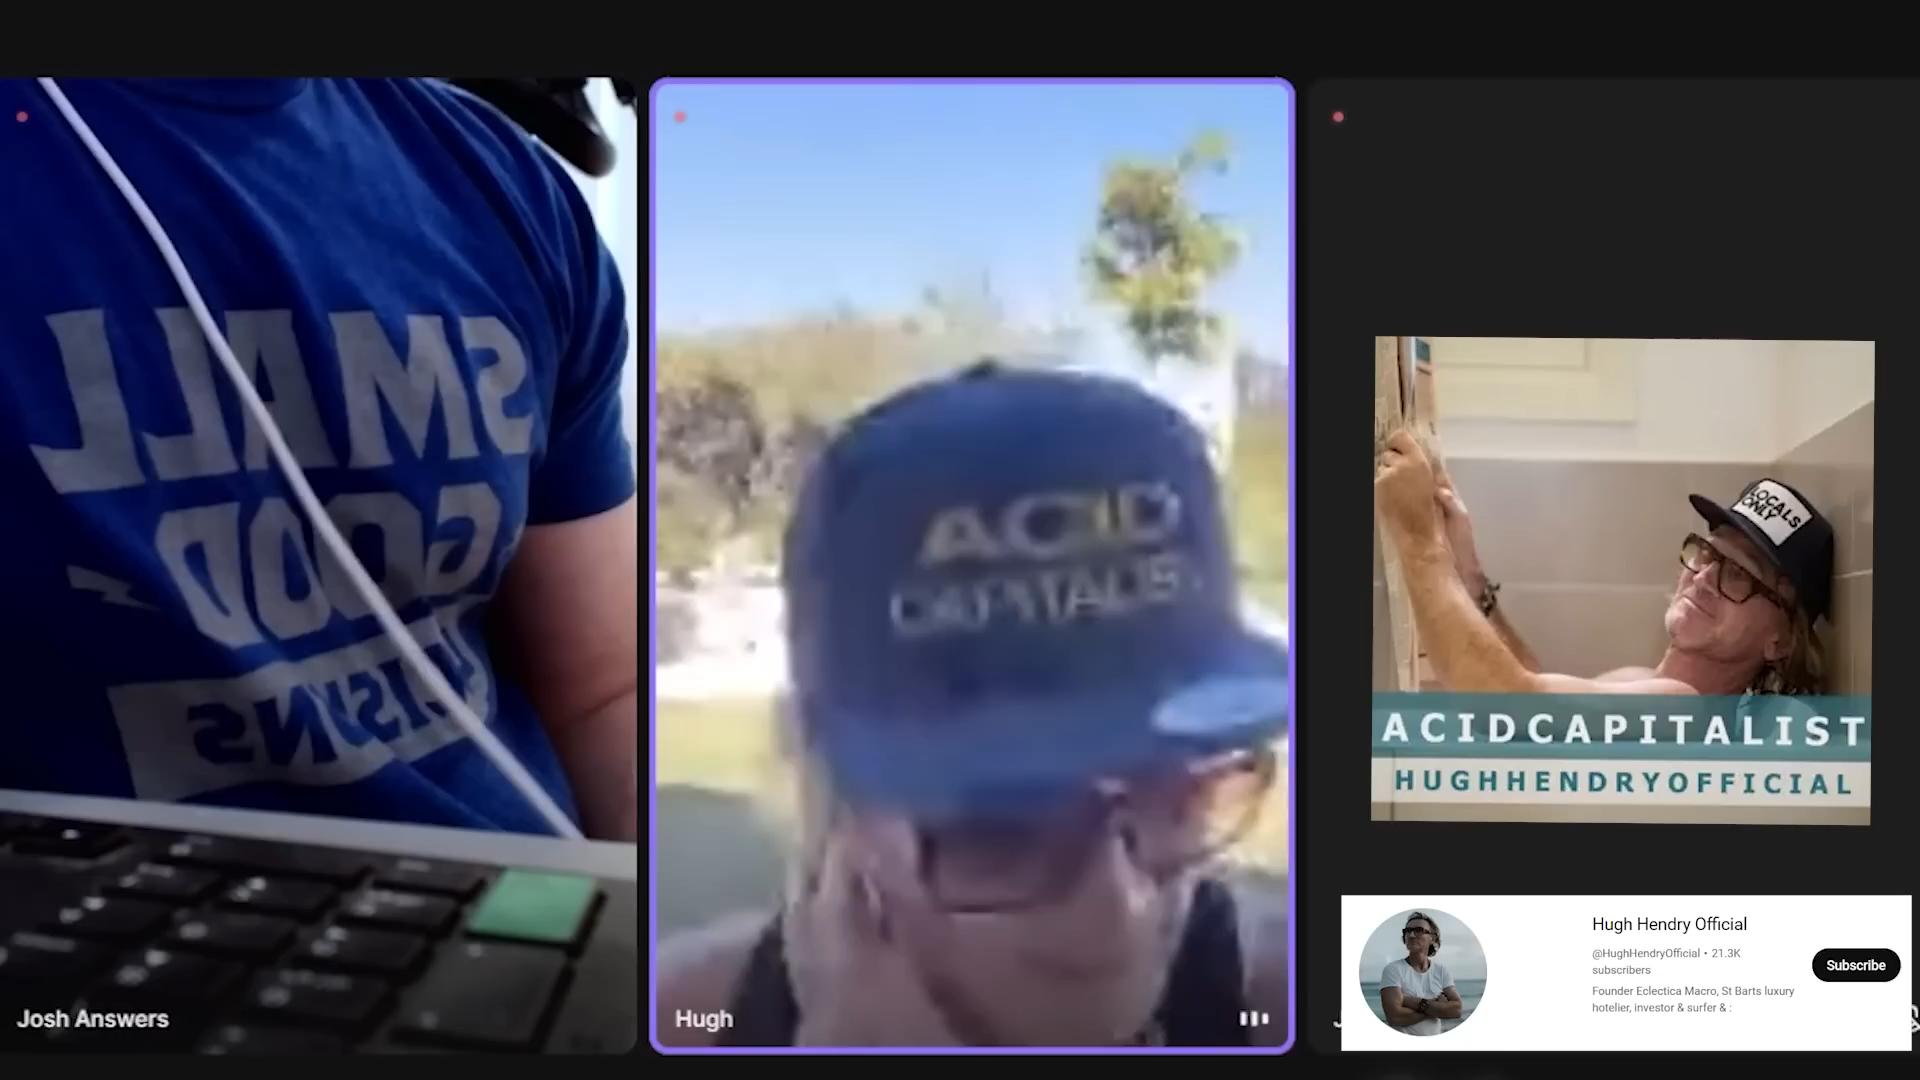 SMALL
GOOD
Josh Answers
ACID
CAPITALIS
Hugh
LOCALS
ONLY
ACIDCAPITALIST
HUGHHENDRYOFFICIAL
Hugh Hendry Official
@HughHendryOfficial • 21.3K
subscribers
Subscribe
Founder Eclectica Macro, St Barts luxury
hotelier, investor & surfer & :